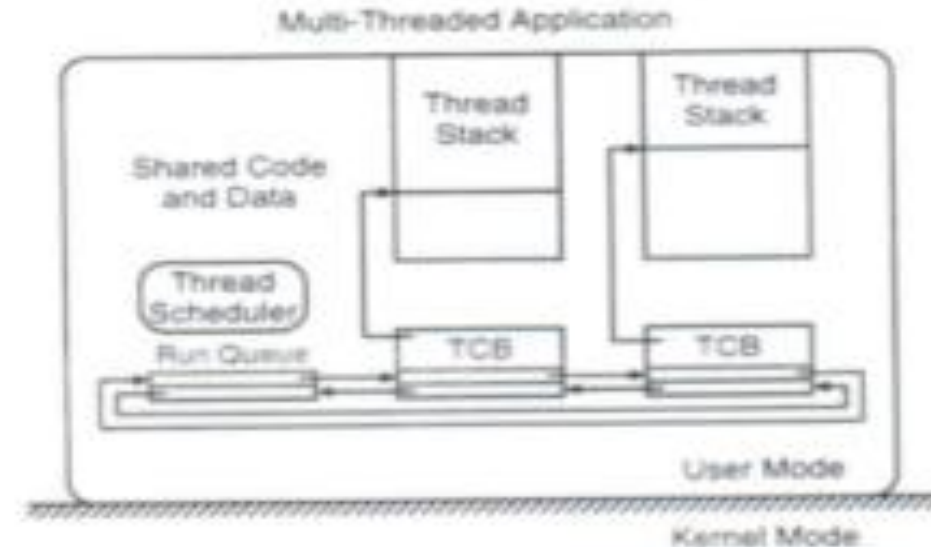 Multi-Threaded Application
Thread
Stack
Thread
Stack
Shared Code
and Data
Thread
Scheduler
Run Queue
TCB
TCB
User Mode
Kernel Mode